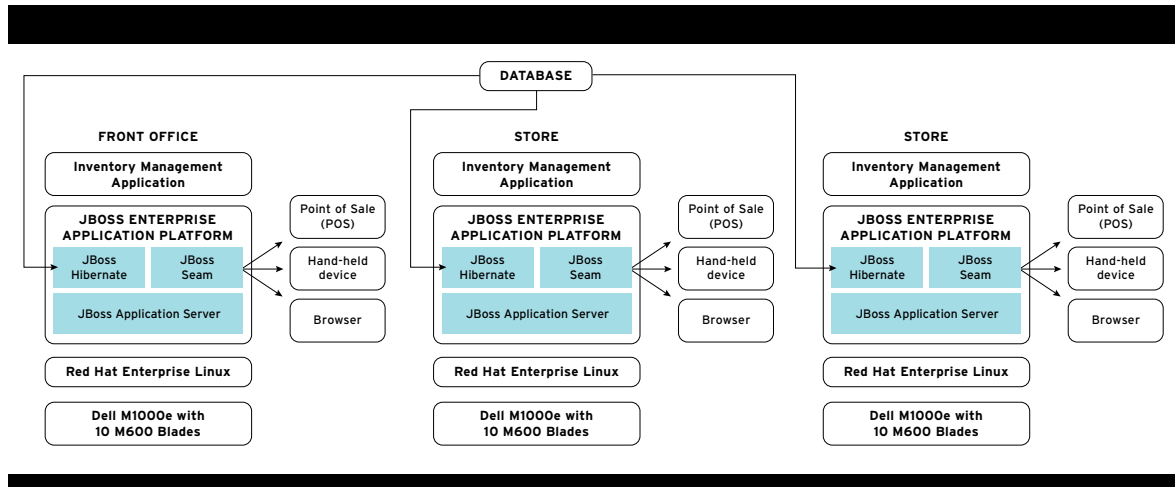 DATABASE
FRONT OFFICE
Inventory Management
Application
JBOSS ENTERPRISE
APPLICATION PLATFORM
JBoss
Hibernate
JBoss
Seam
JBoss Application Server
Point of Sale
(POS)
Hand-held
device
Browser
Red Hat Enterprise Linux
Dell M1000e with
10 M600 Blades
STORE
Inventory Management
Application
JBOSS ENTERPRISE
APPLICATION PLATFORM
JBoss
Hibernate
JBoss
Seam
JBoss Application Server
Point of Sale
(POS)
Hand-held
device
Browser
Red Hat Enterprise Linux
Dell M1000e with
10 M600 Blades
STORE
Inventory Management
Application
JBOSS ENTERPRISE
APPLICATION PLATFORM
JBoss
Hibernate
JBoss
Seam
JBoss Application Server
Point of Sale
(POS)
Hand-held
device
Browser
Red Hat Enterprise Linux
Dell M1000e with
10 M600 Blades